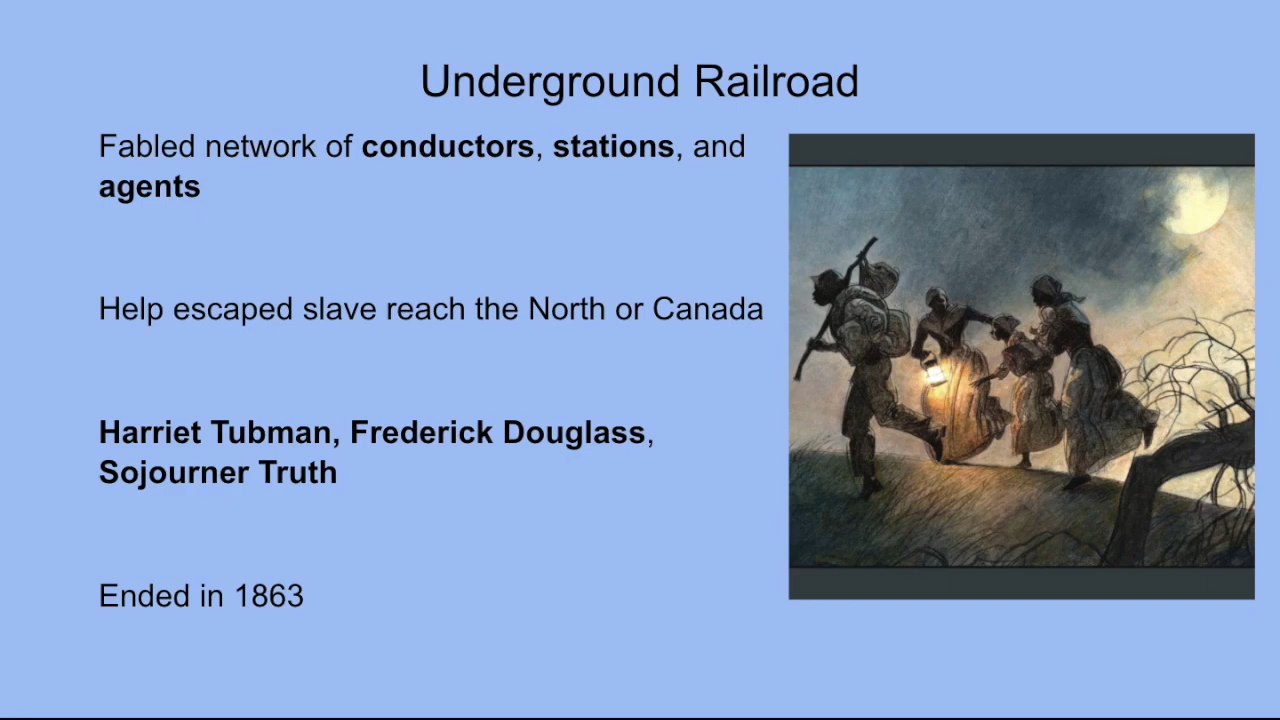 Underground Railroad
Fabled network of conductors, stations, and
agents
Help escaped slave reach the North or Canada
Harriet Tubman, Frederick Douglass,
Sojourner Truth
Ended in 1863